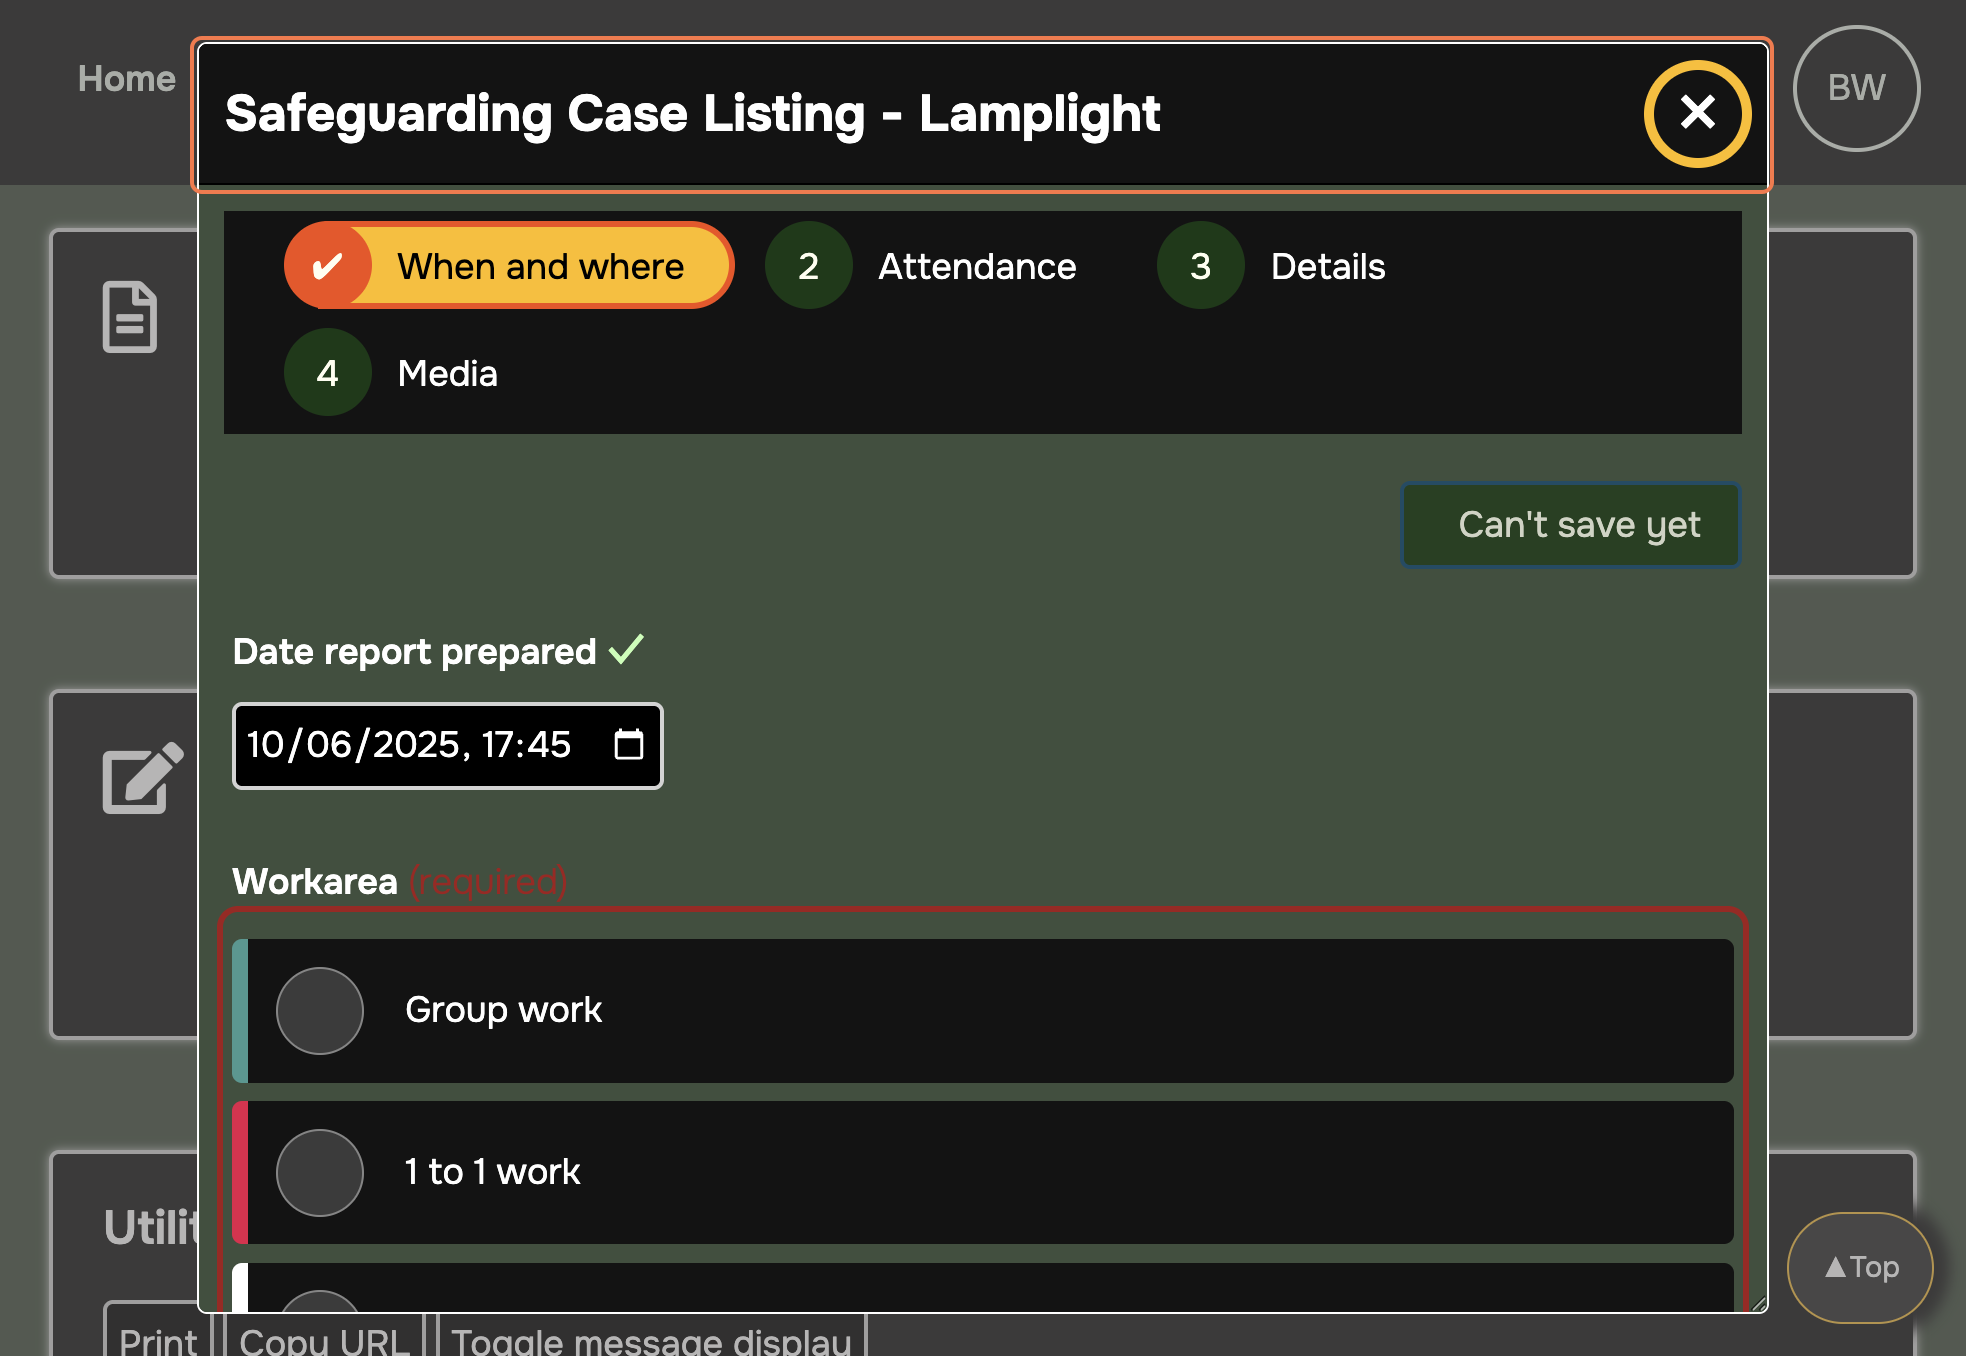 Home
Safeguarding Case Listing - Lamplight
BW
When and where
2 Attendance
3 Details
4 Media
Can't save yet
Date report prepared
10/06/2025, 17:45
Workarea (required)
Group work
1 to 1 work
Utilit
▲Top
Print
Copy URL
Toggle message display